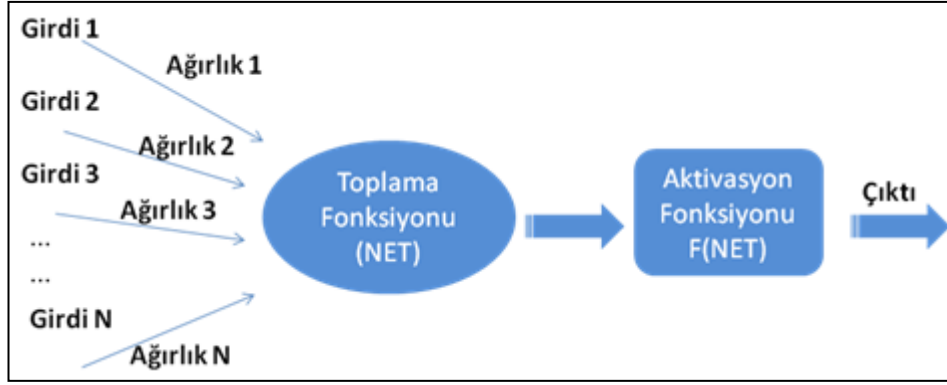 Girdi 1
Ağırlık 1
Girdi 2
Ağırlık 2
Girdi 3
Ağırlık 3
...
...
Girdi N
Ağırlık N
Toplama
Fonksiyonu
(NET)
Aktivasyon
Fonksiyonu
F(NET)
Çıktı